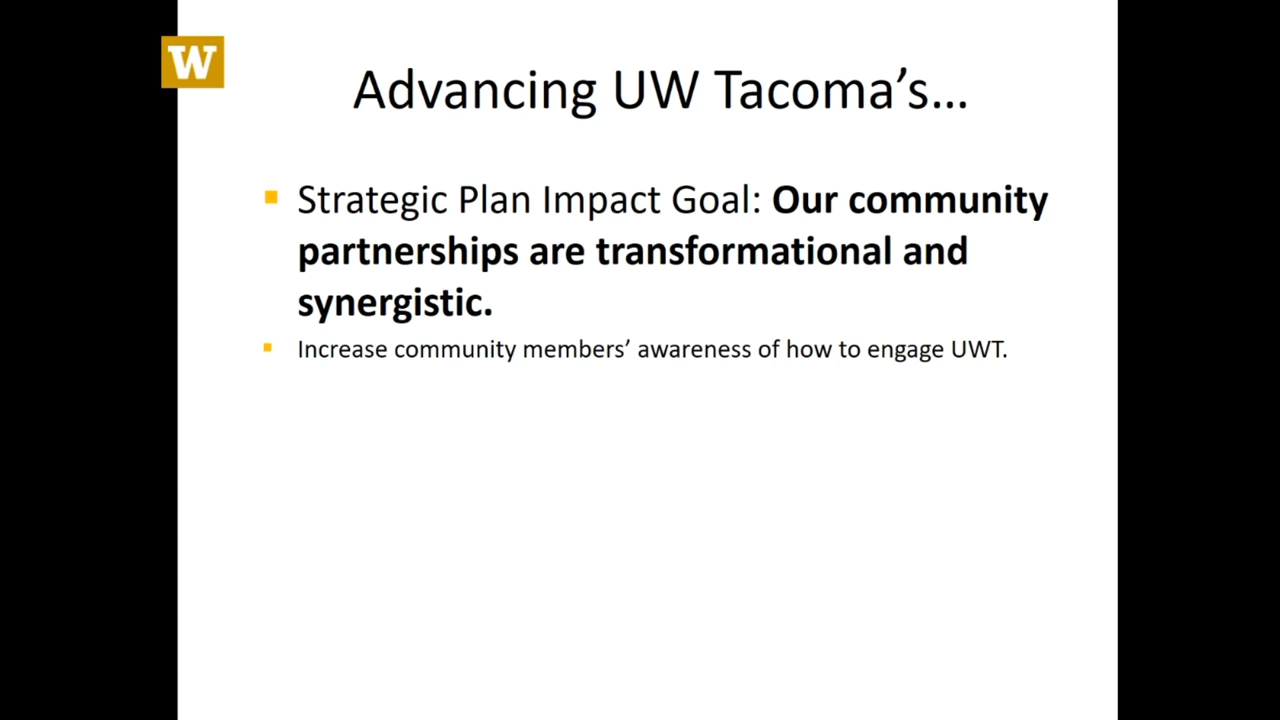 W
Advancing UW Tacoma’s…
Strategic Plan Impact Goal: Our community
partnerships are transformational and
synergistic.
Increase community members’ awareness of how to engage UWT.